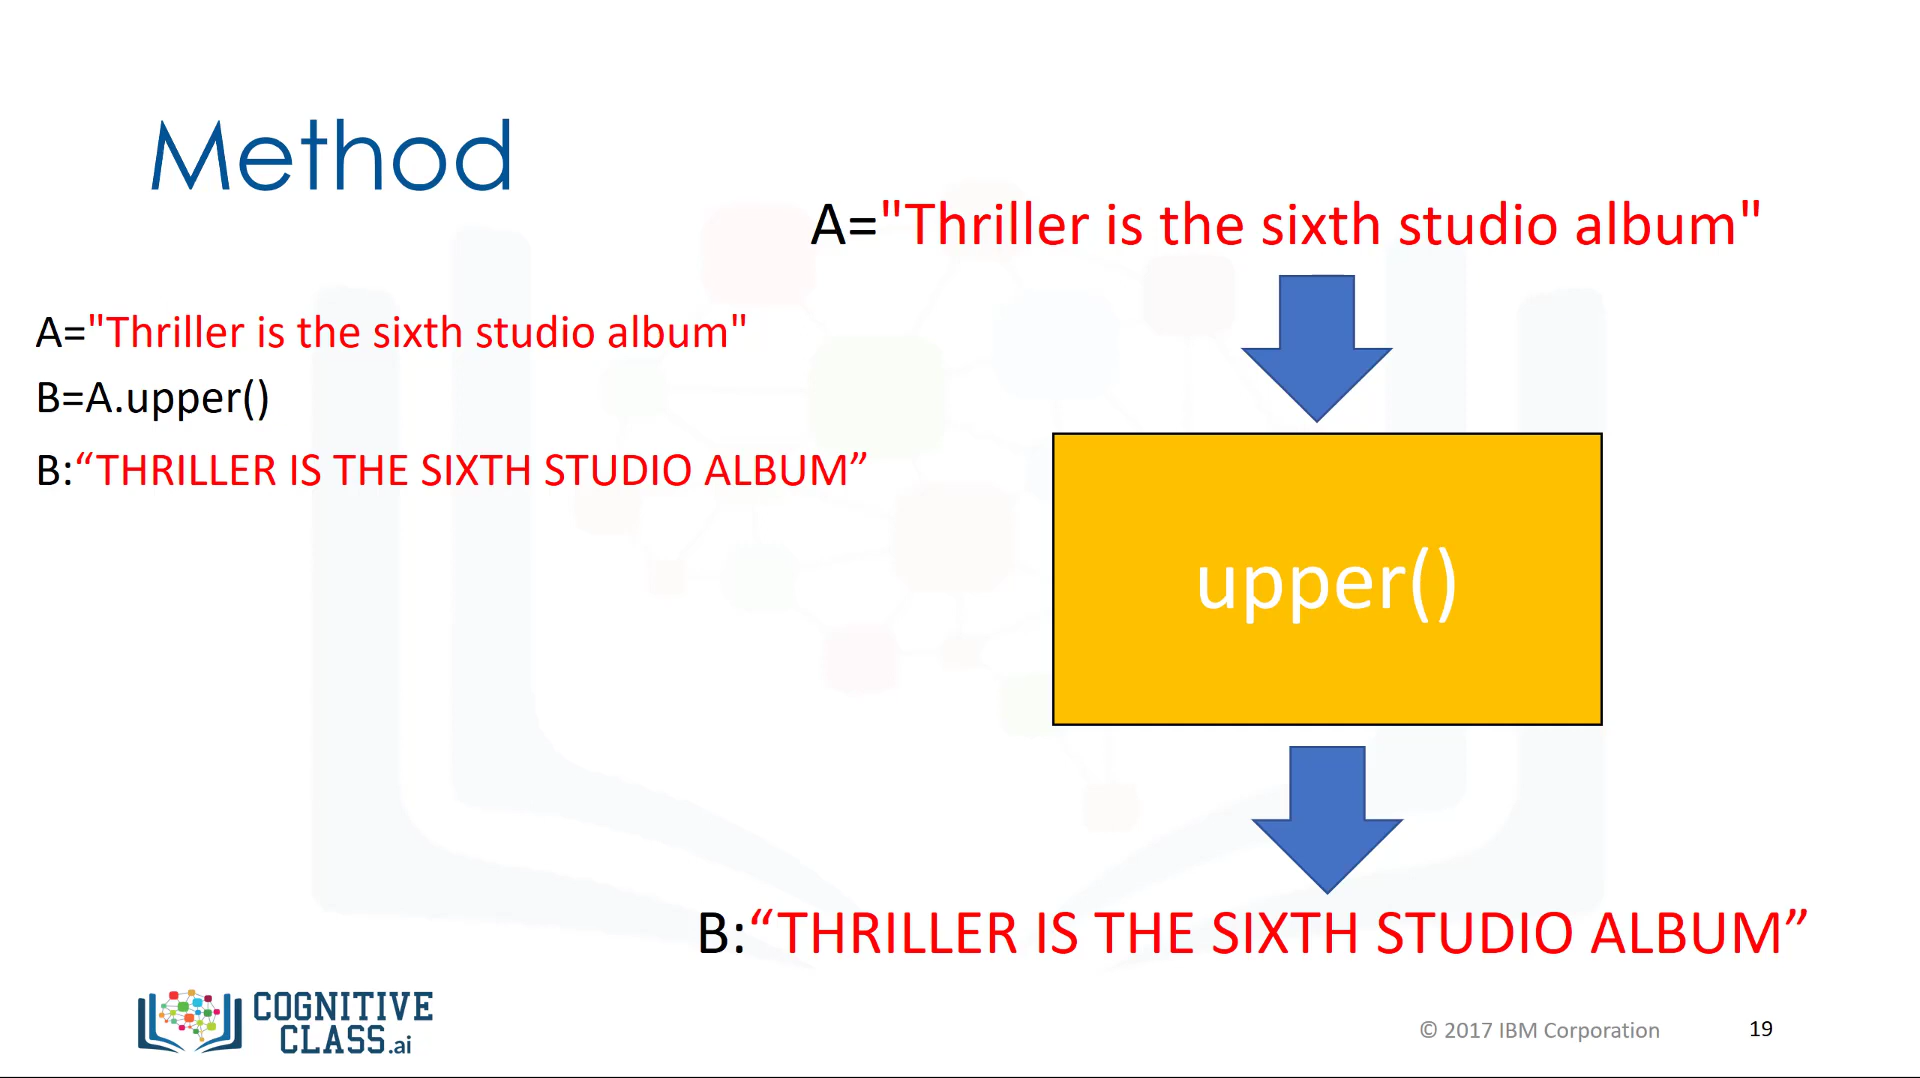 Method
A="Thriller is the sixth studio album"
B=A.upper()
B:“THRILLER IS THE SIXTH STUDIO ALBUM”
A="Thriller is the sixth studio album"
upper()
B:“THRILLER IS THE SIXTH STUDIO ALBUM”
COGNITIVE
CLASS.ai
© 2017 IBM Corporation
19